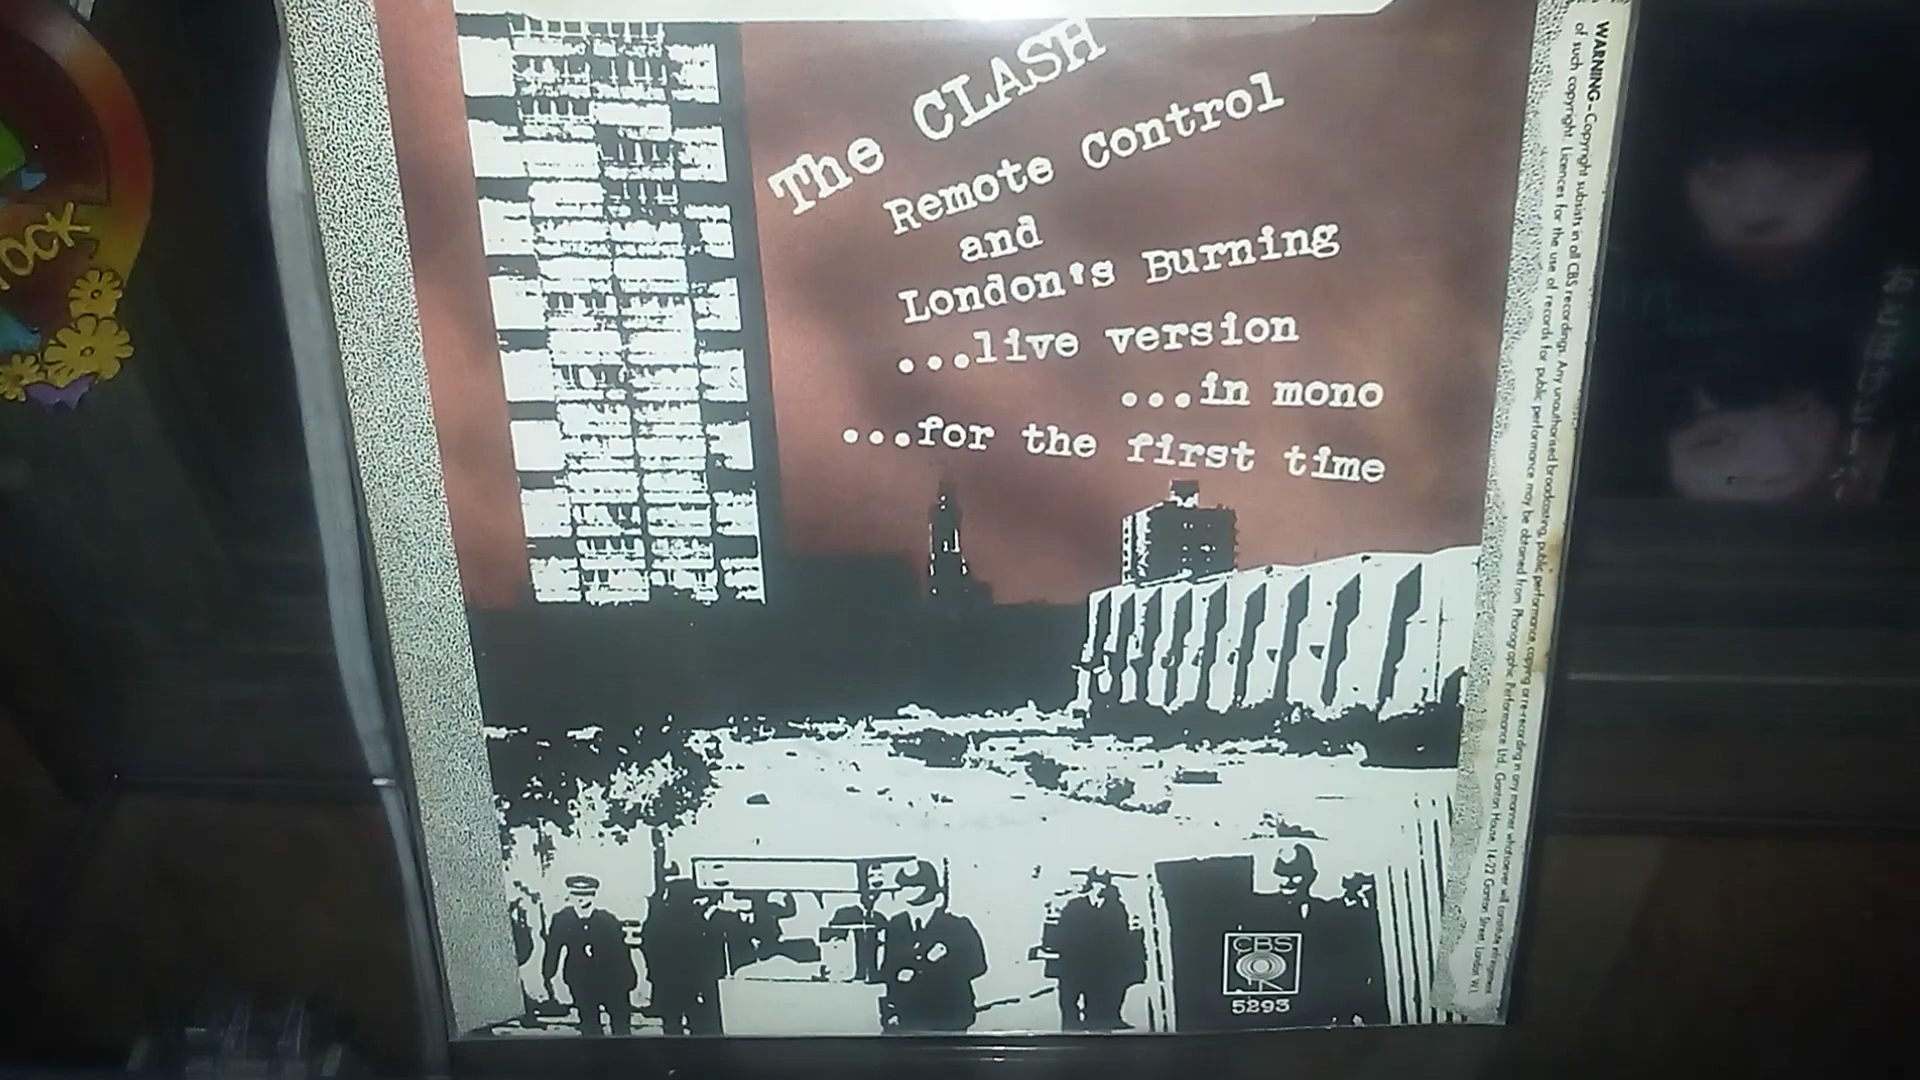 The CLASH
Remote Control
and
London's Burning
...live version
...in mono
...for the first time
CBS
5293
WARNING-Copyright subsists in all CBS recordings. Any unauthorised broadcasting, public performance, copying or re-recording in any manner whatsoever will constitute infringement
of such copyright. Licences for the use of records for public performance may be obtained from Phonographic Performance Ltd., Ganton House, 14-22 Ganton Street, London W.1.
TOCK